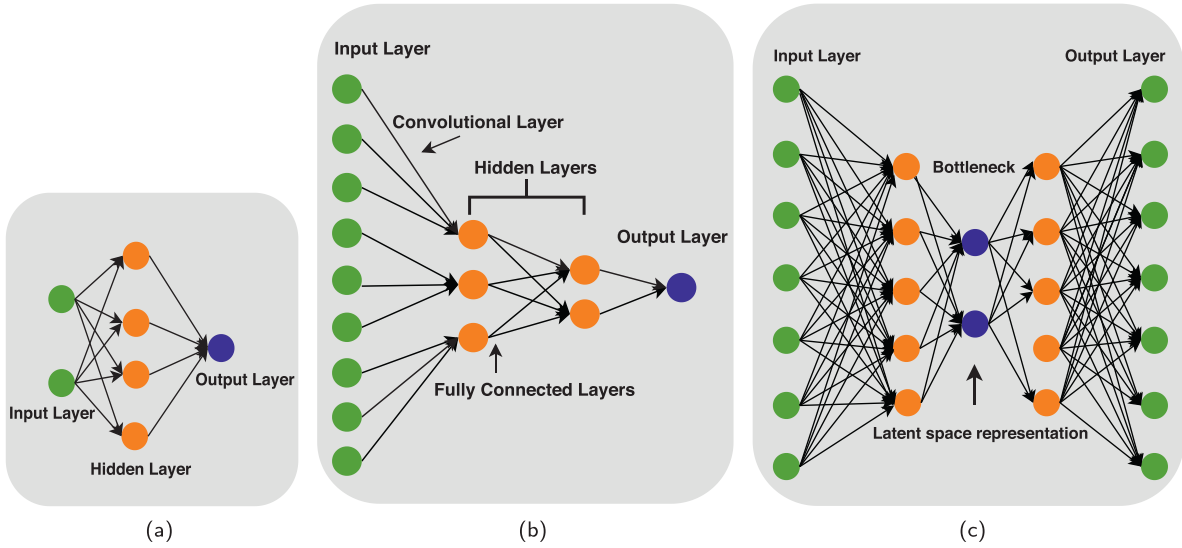 Input Layer
Hidden Layer
Output Layer
(a)
Input Layer
Convolutional Layer
Hidden Layers
Output Layer
Fully Connected Layers
(b)
Input Layer
Output Layer
Bottleneck
Latent space representation
(c)